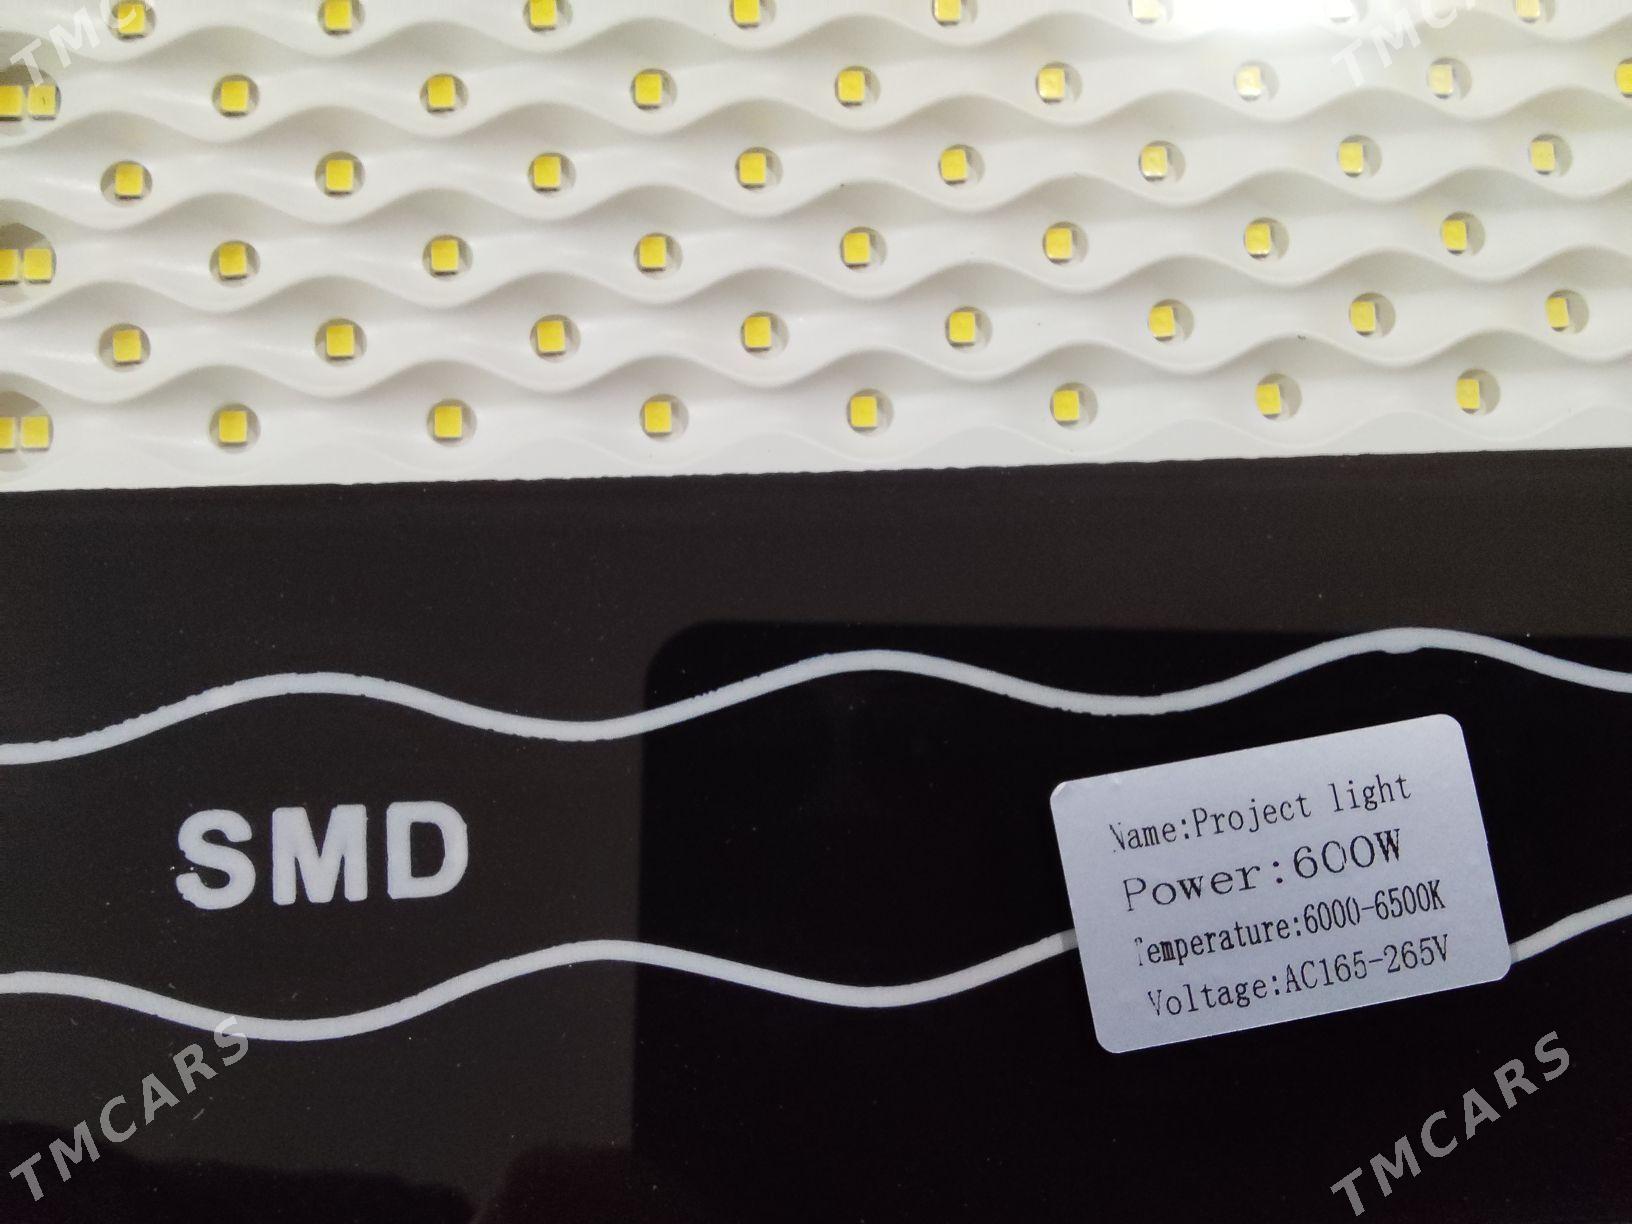 TMCARS
TMCARS
SMD
Name:Project light
Power:600W
Temperature:6000-6500K
Voltage:AC165-265V
TMCARS
TMCARS